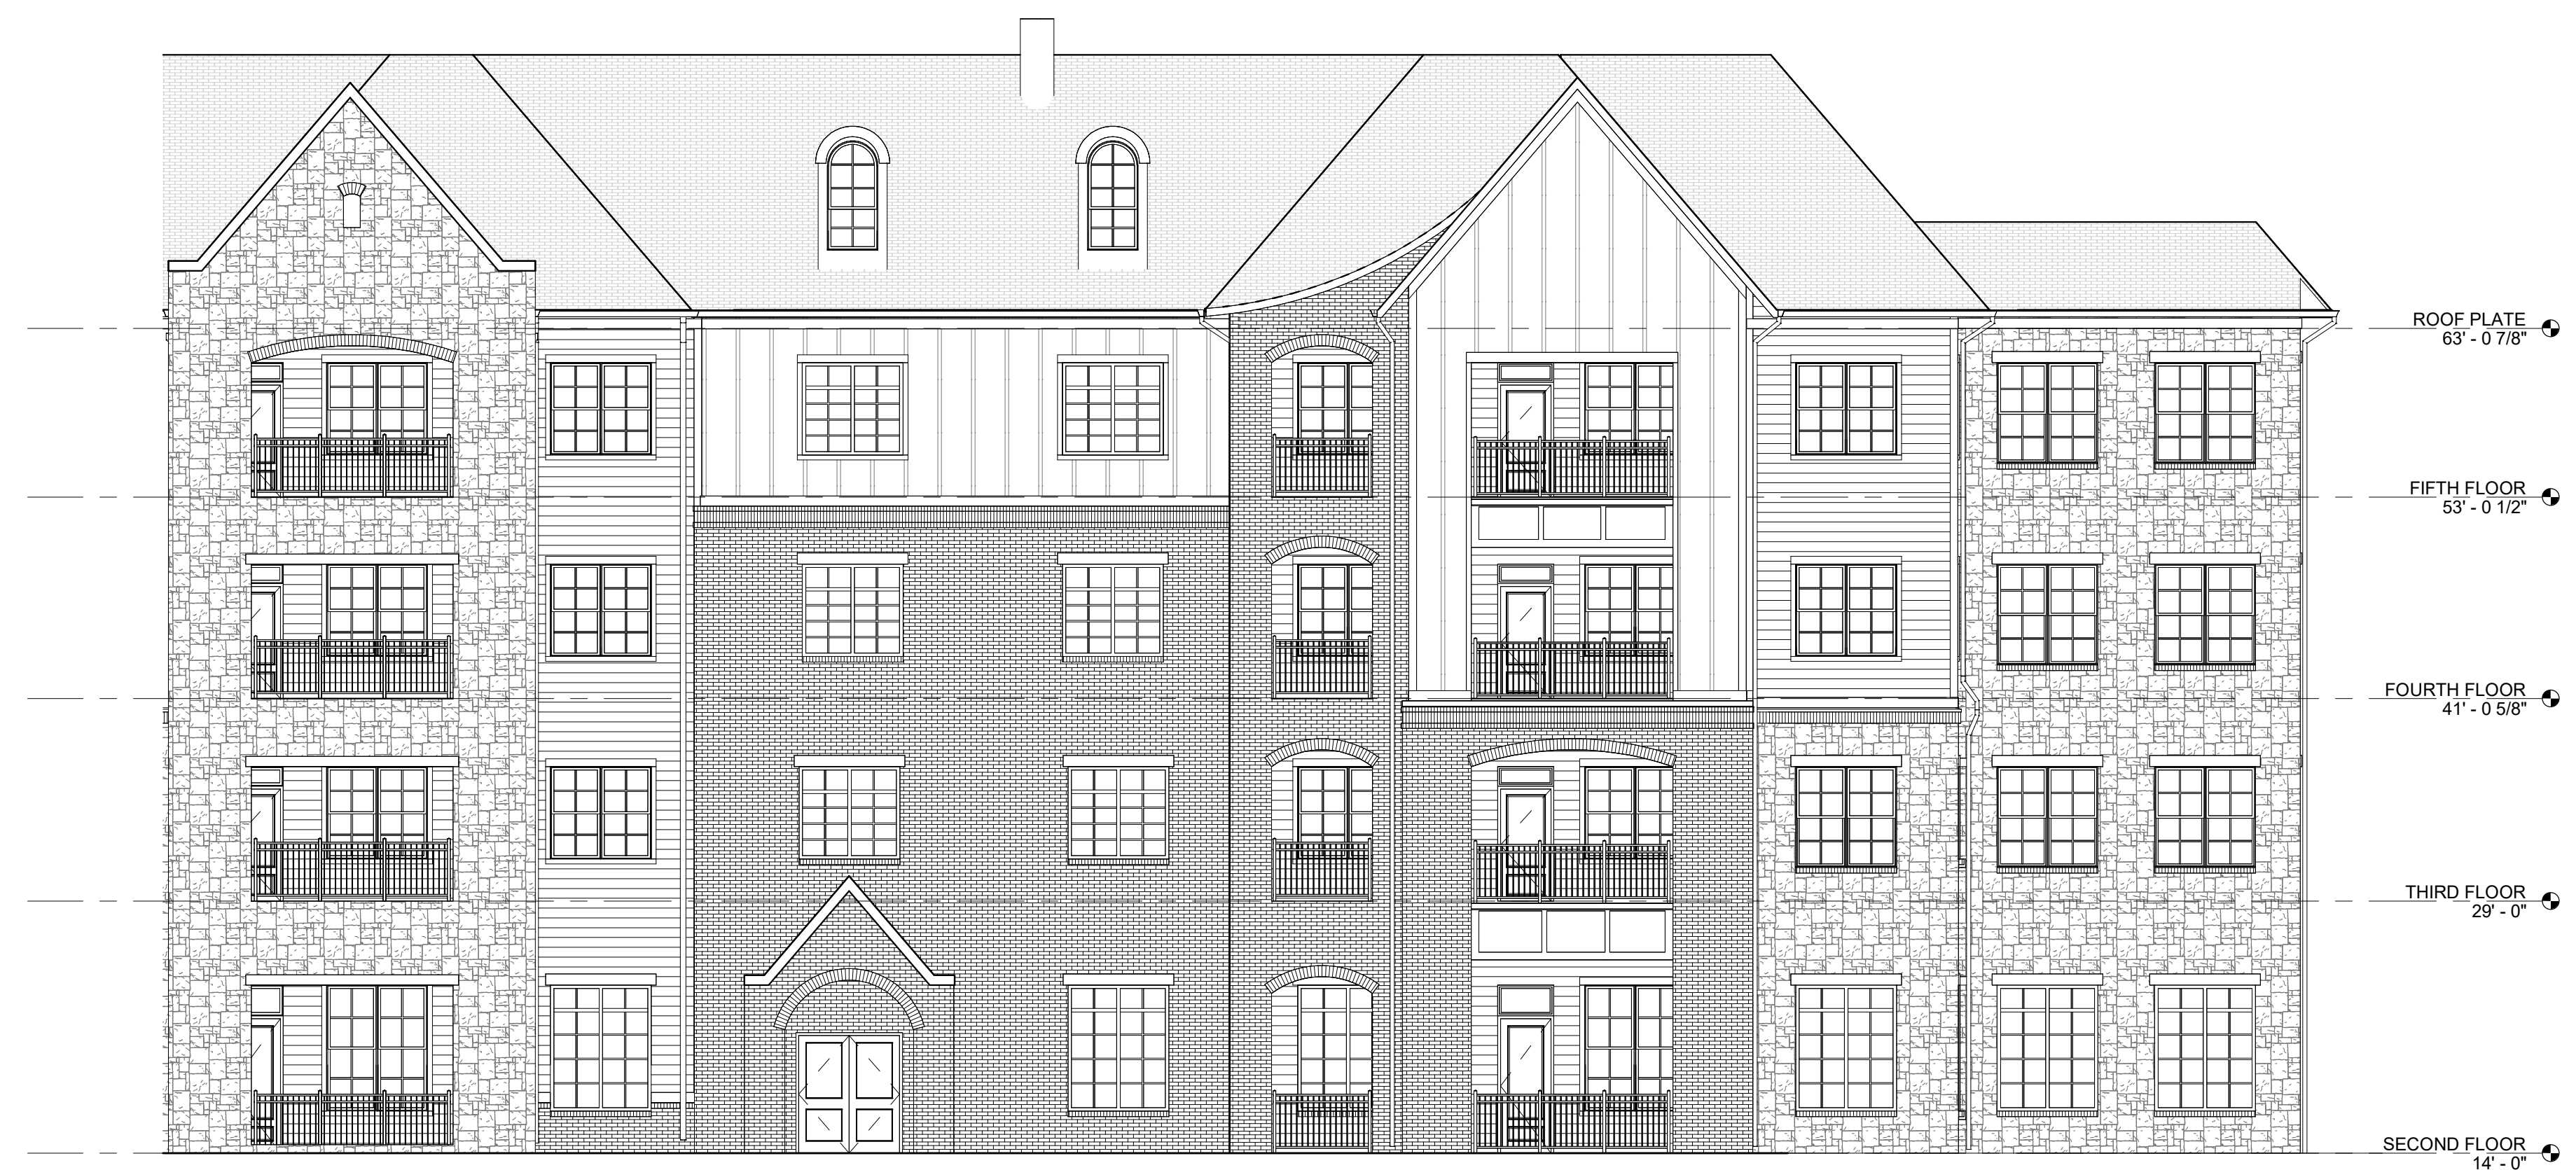 ROOF PLATE
63' - 0 7/8"
FIFTH FLOOR
53' - 0 1/2"
FOURTH FLOOR
41' - 0 5/8"
THIRD FLOOR
29' - 0"
SECOND FLOOR
14' - 0"